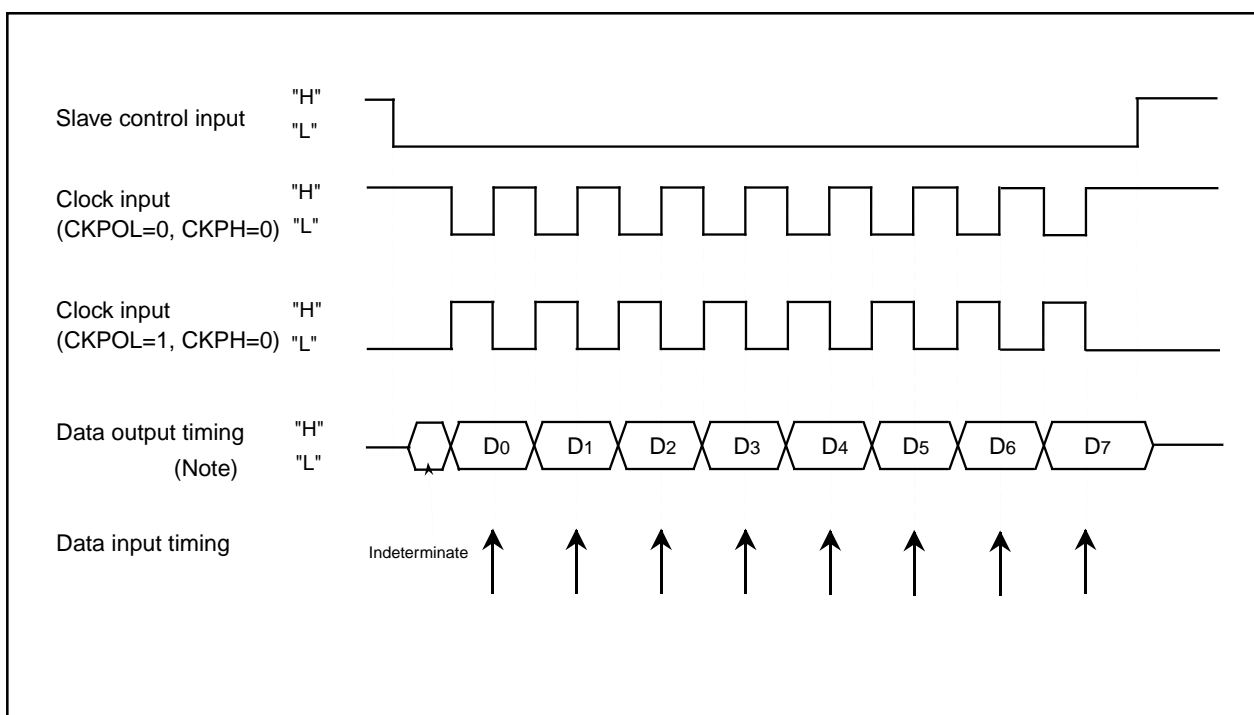 Slave control input
"H"
"L"
Clock input
(CKPOL=0, CKPH=0)
"H"
"L"
Clock input
(CKPOL=1, CKPH=0)
"H"
"L"
Data output timing
(Note)
"H"
"L"
D0 D1 D2 D3 D4 D5 D6 D7
Data input timing
Indeterminate